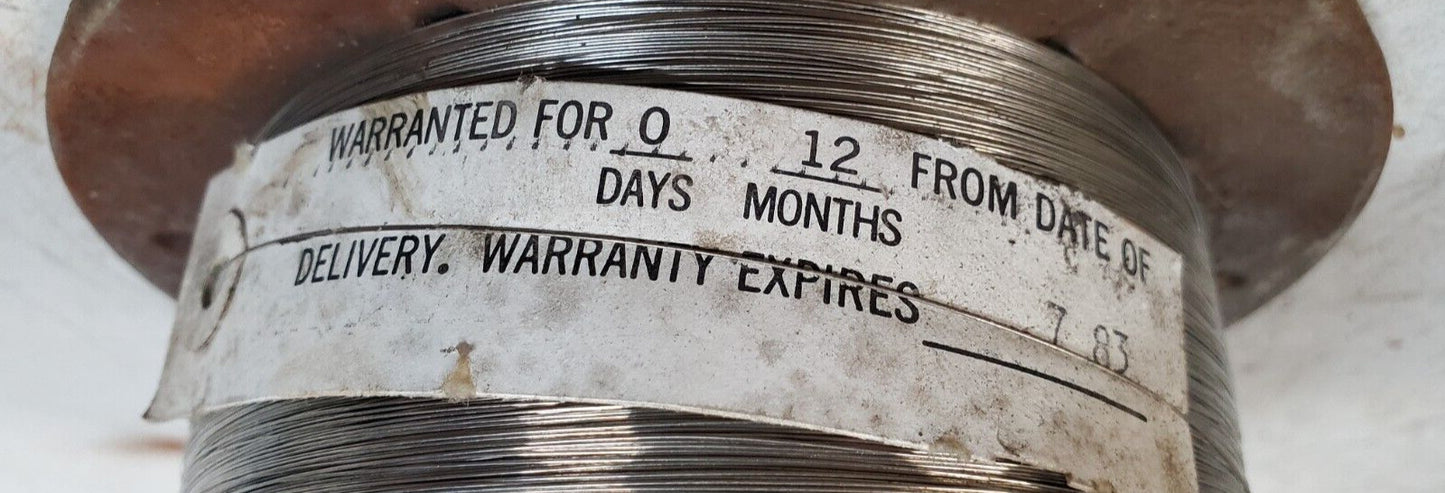 WARRANTED FOR 0 12 FROM DATE OF
DAYS MONTHS
DELIVERY. WARRANTY EXPIRES 7 83